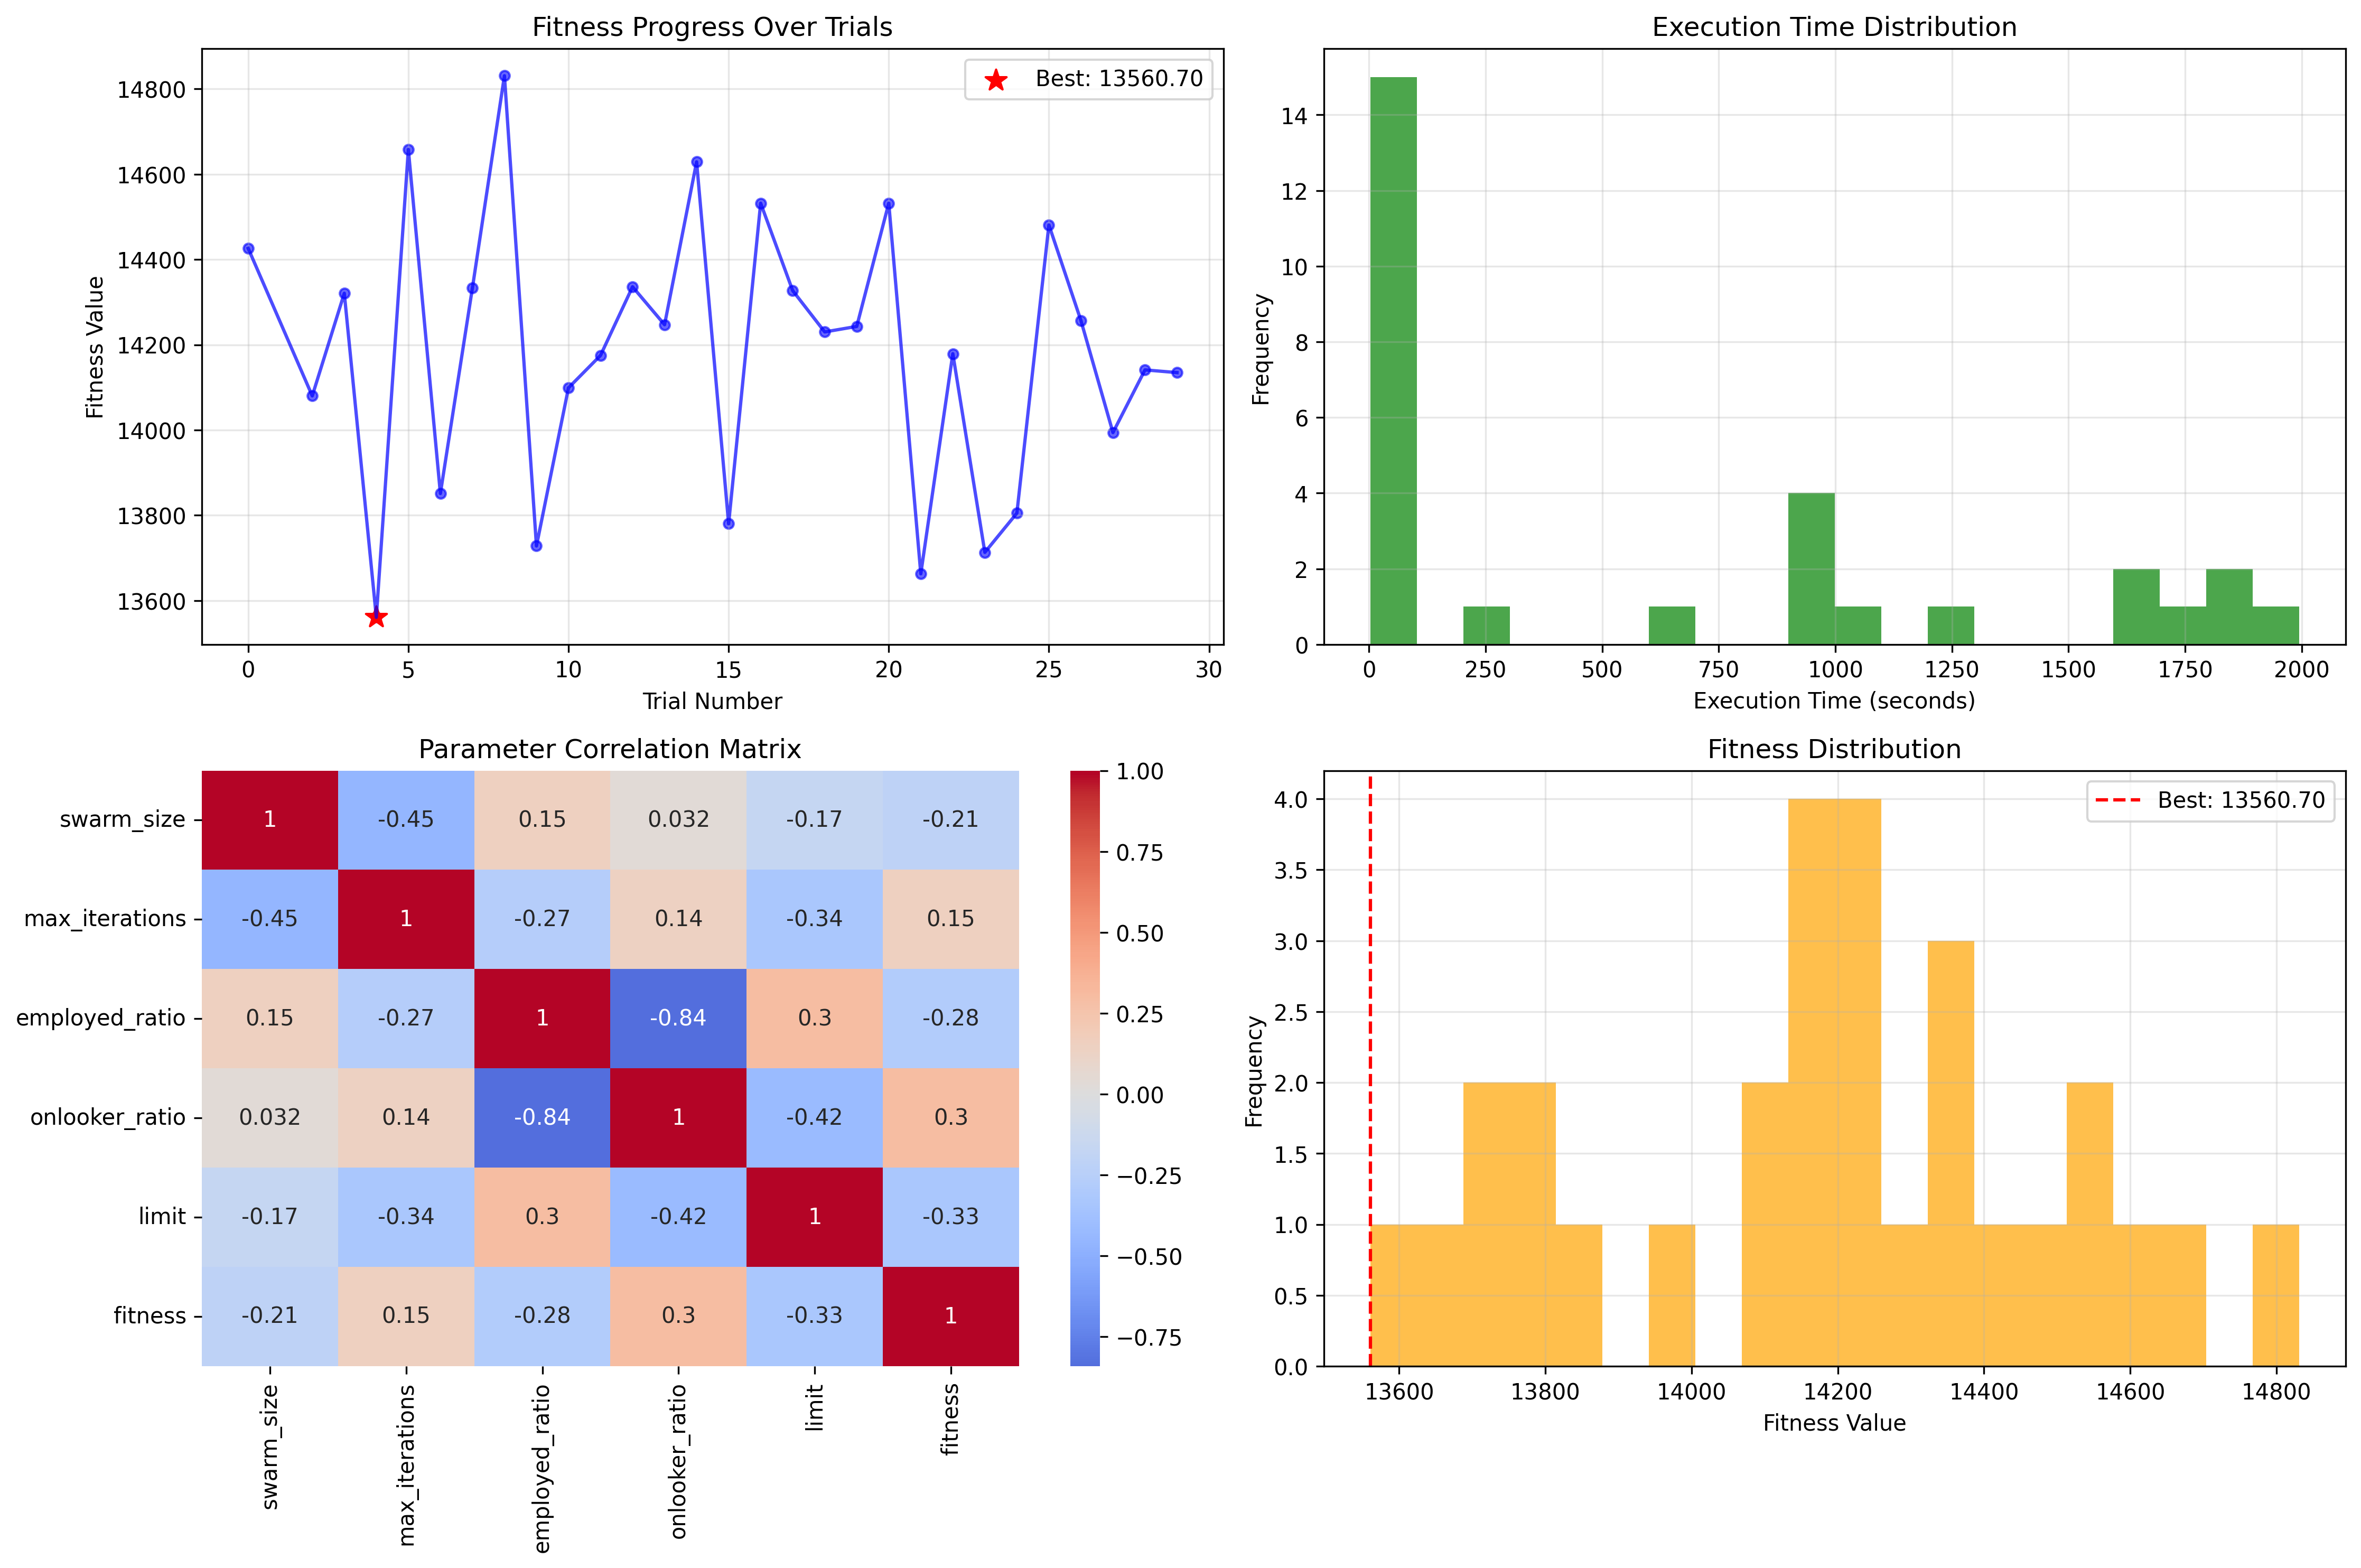 Fitness Progress Over Trials
Best: 13560.70
14800
14600
14400
14200
14000
13800
13600
Fitness Value
0 5 10 15 20 25 30
Trial Number
Execution Time Distribution
14
12
10
8
6
4
2
0
Frequency
0 250 500 750 1000 1250 1500 1750 2000
Execution Time (seconds)
Parameter Correlation Matrix
swarm_size 1 -0.45 0.15 0.032 -0.17 -0.21
max_iterations -0.45 1 -0.27 0.14 -0.34 0.15
employed_ratio 0.15 -0.27 1 -0.84 0.3 -0.28
onlooker_ratio 0.032 0.14 -0.84 1 -0.42 0.3
limit -0.17 -0.34 0.3 -0.42 1 -0.33
fitness -0.21 0.15 -0.28 0.3 -0.33 1
swarm_size
max_iterations
employed_ratio
onlooker_ratio
limit
fitness
1.00
0.75
0.50
0.25
0.00
−0.25
−0.50
−0.75
Fitness Distribution
Best: 13560.70
4.0
3.5
3.0
2.5
2.0
1.5
1.0
0.5
0.0
Frequency
13600 13800 14000 14200 14400 14600 14800
Fitness Value